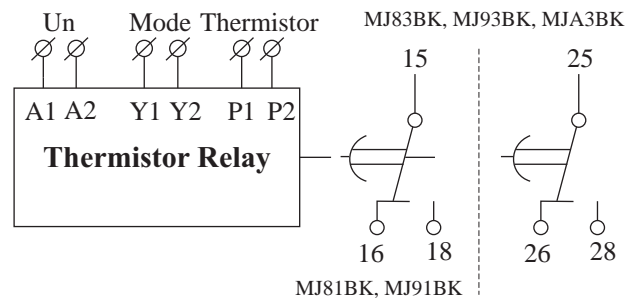 Un Mode Thermistor MJ83BK, MJ93BK, MJA3BK
15 25
A1 A2 Y1 Y2 P1 P2
Thermistor Relay
16 18 26 28
MJ81BK, MJ91BK